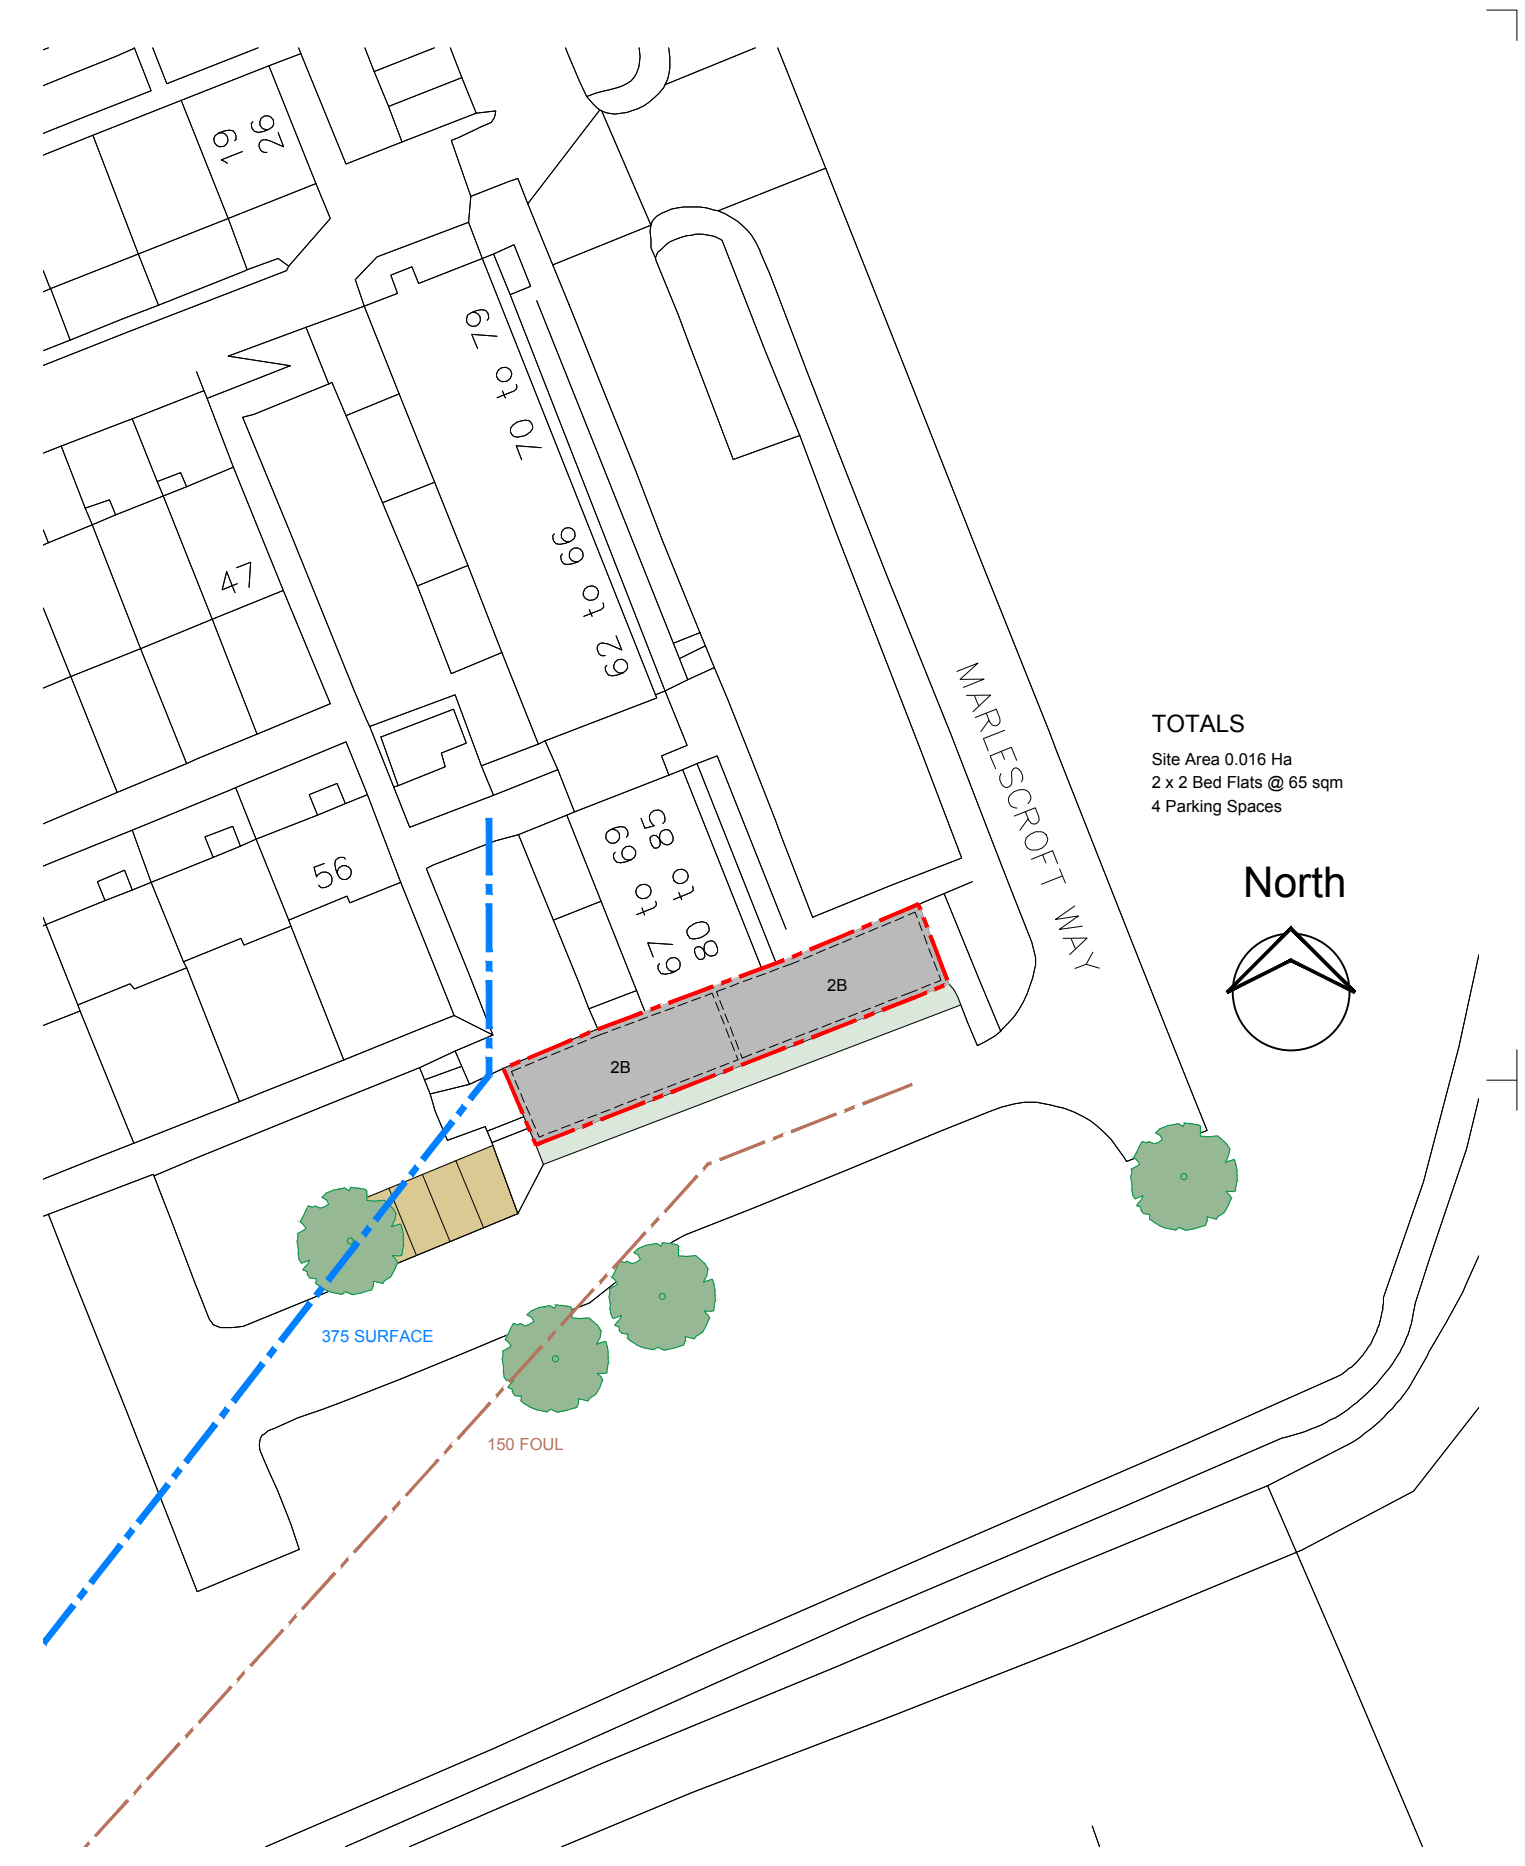 19
26
70 to 79
62 to 66
47
MARLESCROFT WAY
TOTALS
Site Area 0.016 Ha
2 x 2 Bed Flats @ 65 sqm
4 Parking Spaces
56
67 to 69
80 to 85
North
2B
2B
375 SURFACE
150 FOUL